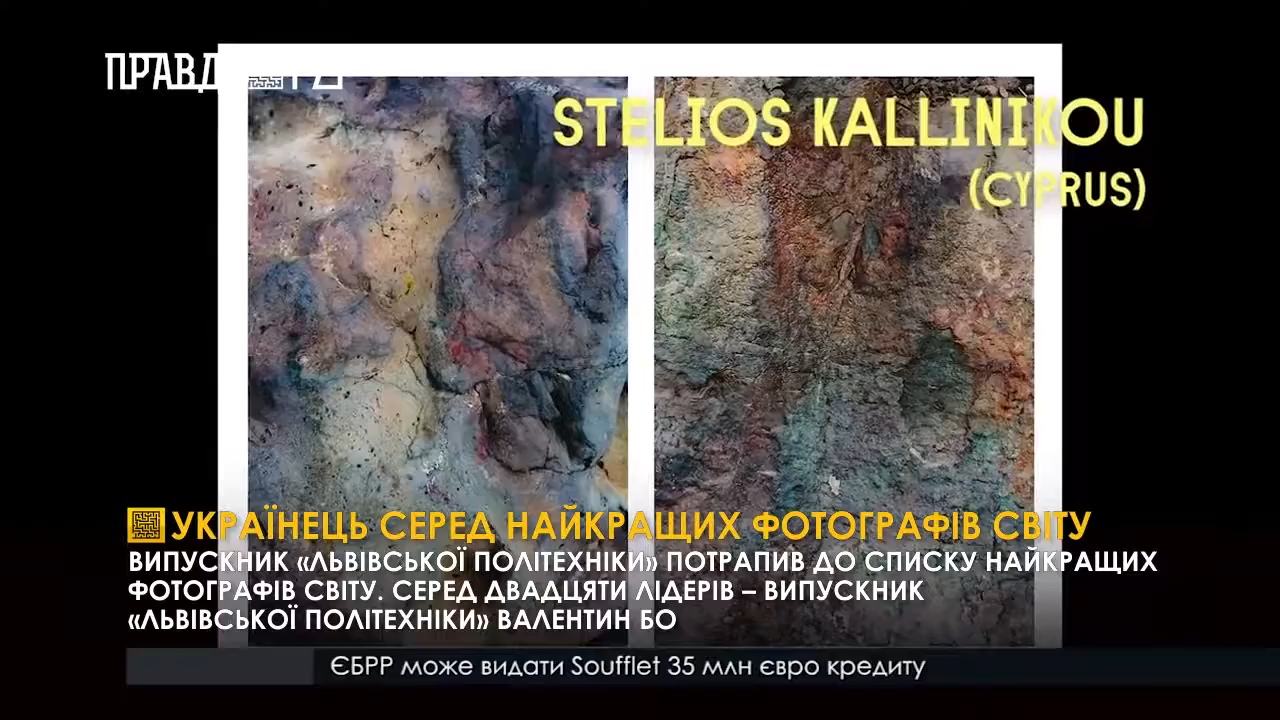 ПРАВДА ТУТ
STELIOS KALLINIKOU
(CYPRUS)
УКРАЇНЕЦЬ СЕРЕД НАЙКРАЩИХ ФОТОГРАФІВ СВІТУ
ВИПУСКНИК «ЛЬВІВСЬКОЇ ПОЛІТЕХНІКИ» ПОТРАПИВ ДО СПИСКУ НАЙКРАЩИХ
ФОТОГРАФІВ СВІТУ. СЕРЕД ДВАДЦЯТИ ЛІДЕРІВ – ВИПУСКНИК
«ЛЬВІВСЬКОЇ ПОЛІТЕХНІКИ» ВАЛЕНТИН БО
ЄБРР може видати Soufflet 35 млн євро кредиту